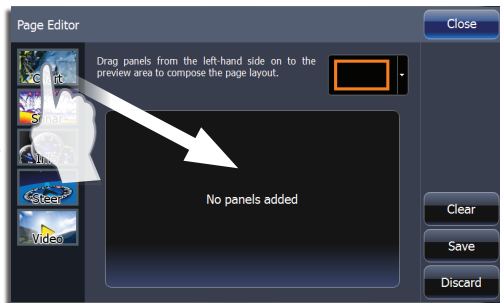 Page Editor
Close
Drag panels from the left-hand side on to the
preview area to compose the page layout.
Chart
Sonar
Info
Steer
Video
No panels added
Clear
Save
Discard